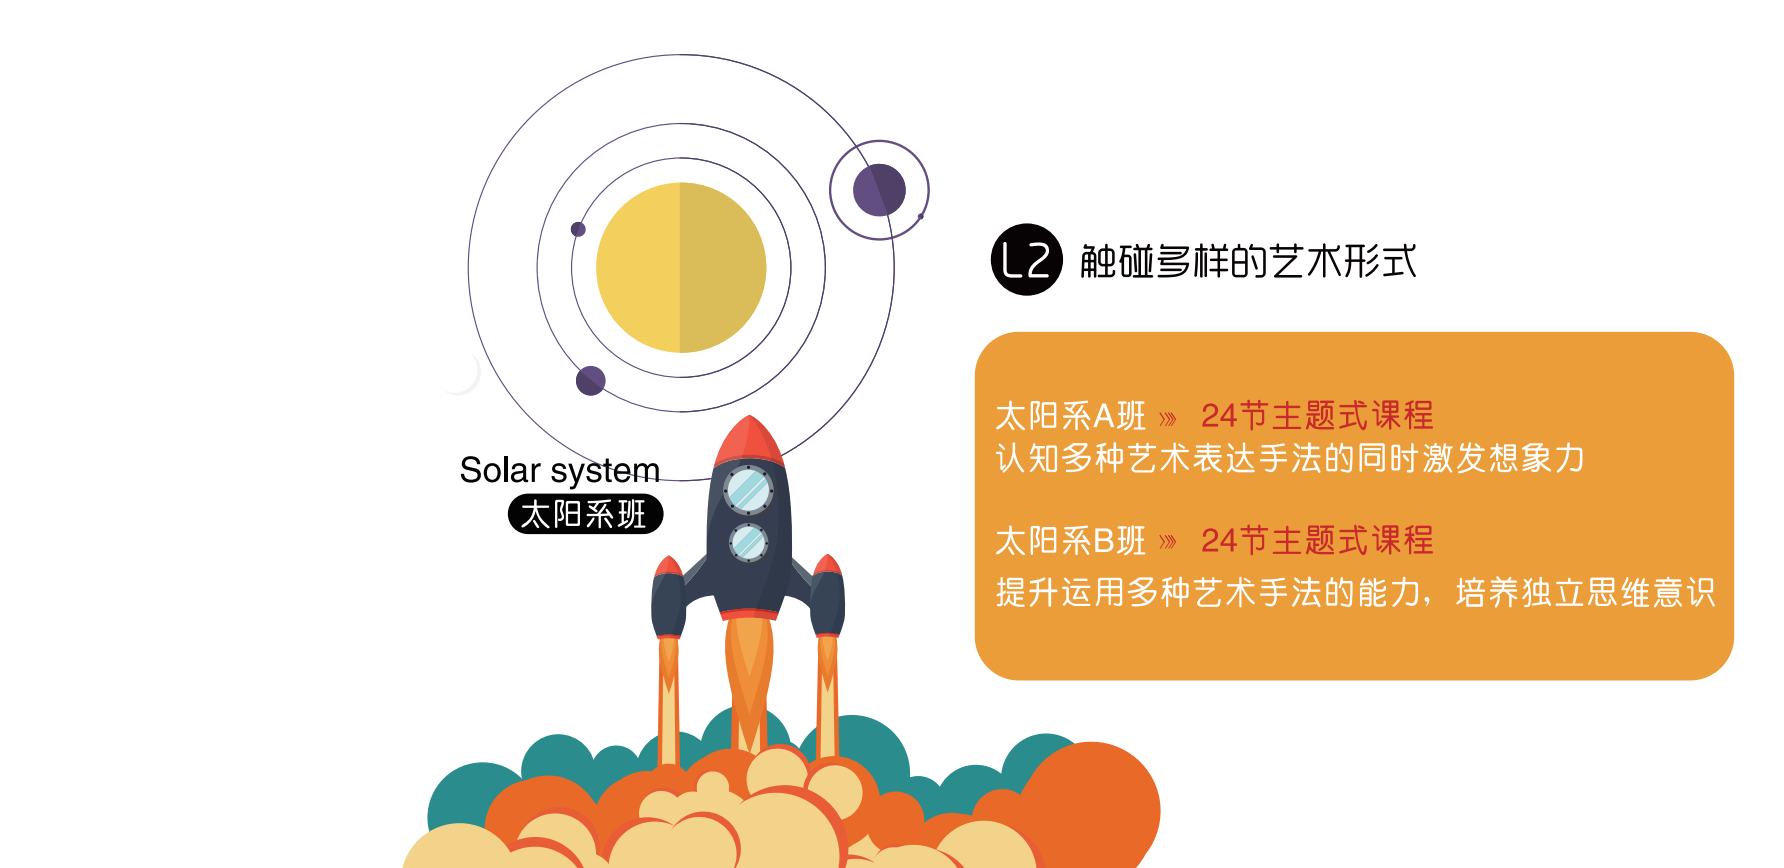 L2 触碰多样的艺术形式
太阳系A班 》》 24节主题式课程
认知多种艺术表达手法的同时激发想象力
太阳系B班 》》 24节主题式课程
提升运用多种艺术手法的能力，培养独立思维意识
Solar system
太阳系班